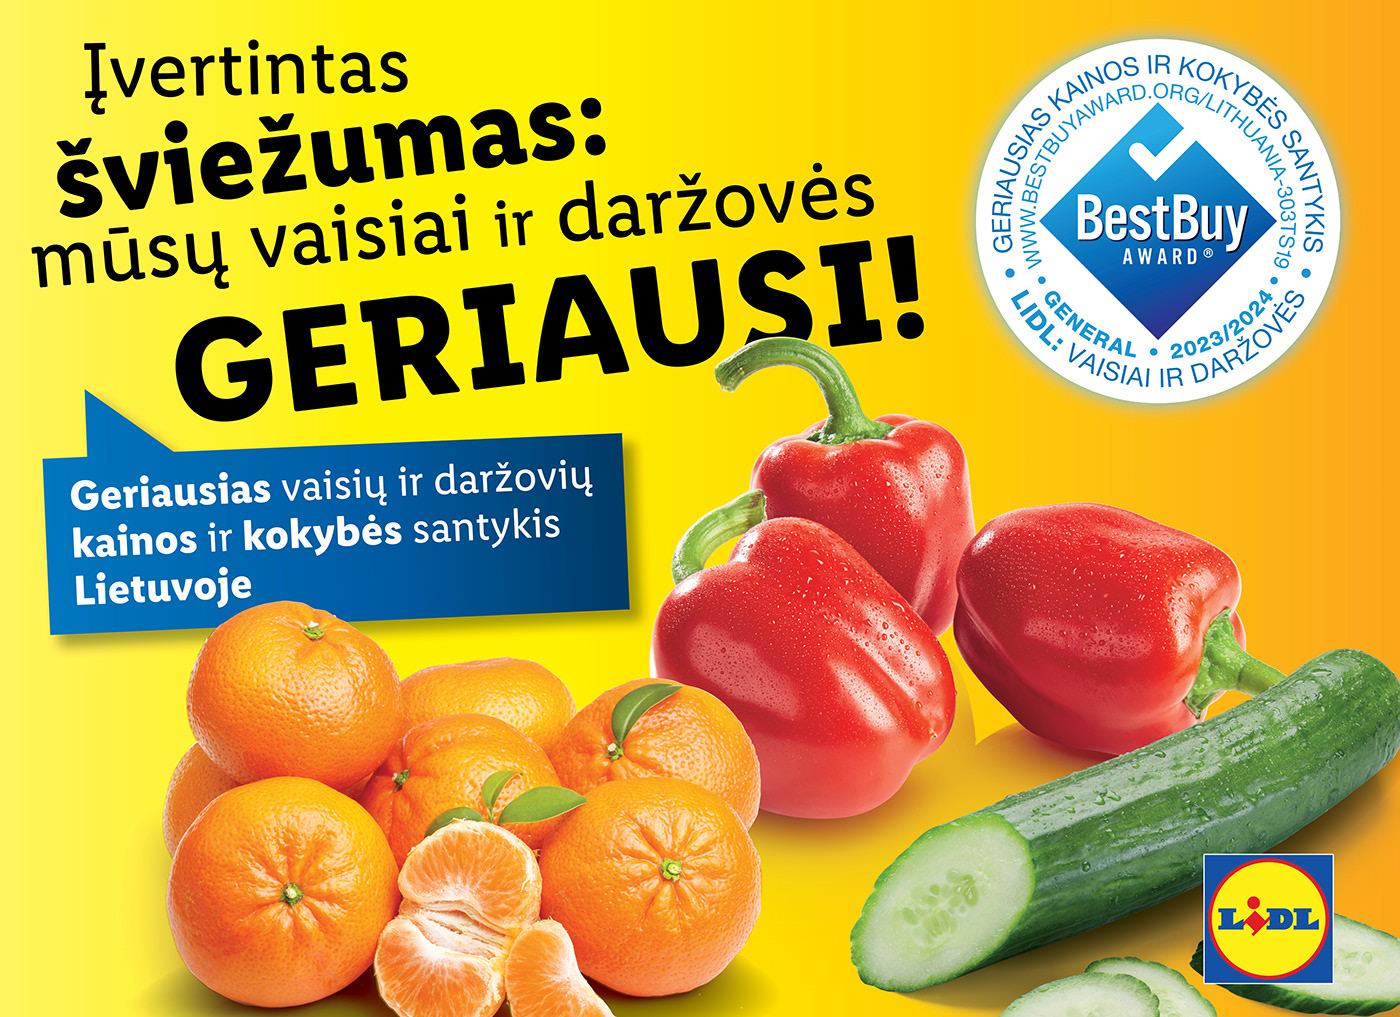 Įvertintas
šviežumas:
mūsų vaisiai ir daržovės
GERIAUSI!
Geriausias vaisių ir daržovių
kainos ir kokybės santykis
Lietuvoje
• GERIAUSIAS KAINOS IR KOKYBĖS SANTYKIS •
WWW.BESTBUYAWARD.ORG/LITHUANIA-303TS19
BestBuy
AWARD®
• GENERAL • 2023/2024 •
LIDL: VAISIAI IR DARŽOVĖS
LIDL